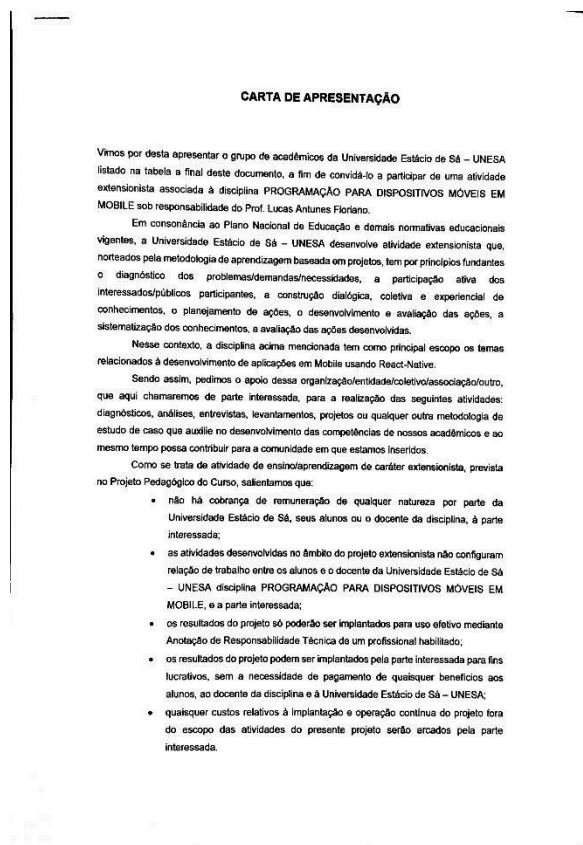 CARTA DE APRESENTAÇÃO
Vimos por desta apresentar o grupo de acadêmicos da Universidade Estácio de Sá – UNESA
listado na tabela a final deste documento, a fim de convidá-lo a participar de uma atividade
extensionista associada à disciplina PROGRAMAÇÃO PARA DISPOSITIVOS MÓVEIS EM
MOBILE sob responsabilidade do Prof. Lucas Antunes Floriano.
Em consonância ao Plano Nacional de Educação e demais normativas educacionais
vigentes, a Universidade Estácio de Sá – UNESA desenvolve atividade extensionista que,
norteados pela metodologia de aprendizagem baseada em projetos, tem por princípios fundantes
o diagnóstico dos problemas/demandas/necessidades, a participação ativa dos
interessados/públicos participantes, a construção dialógica, coletiva e experiencial de
conhecimentos, o planejamento de ações, o desenvolvimento e avaliação das ações, a
sistematização dos conhecimentos, a avaliação das ações desenvolvidas.
Nesse contexto, a disciplina acima mencionada tem como principal escopo os temas
relacionados à desenvolvimento de aplicações em Mobile usando React-Native.
Sendo assim, pedimos o apoio dessa organização/entidade/coletivo/associação/outro,
que aqui chamaremos de parte interessada, para a realização das seguintes atividades:
diagnósticos, análises, entrevistas, levantamentos, projetos ou qualquer outra metodologia de
estudo de caso que auxilie no desenvolvimento das competências de nossos acadêmicos e ao
mesmo tempo possa contribuir para a comunidade em que estamos inseridos.
Como se trata de atividade de ensino/aprendizagem de caráter extensionista, prevista
no Projeto Pedagógico do Curso, salientamos que:
• não há cobrança de remuneração de qualquer natureza por parte da
Universidade Estácio de Sá, seus alunos ou o docente da disciplina, à parte
interessada;
• as atividades desenvolvidas no âmbito do projeto extensionista não configuram
relação de trabalho entre os alunos e o docente da Universidade Estácio de Sá
– UNESA disciplina PROGRAMAÇÃO PARA DISPOSITIVOS MÓVEIS EM
MOBILE, e a parte interessada;
• os resultados do projeto só poderão ser implantados para uso efetivo mediante
Anotação de Responsabilidade Técnica de um profissional habilitado;
• os resultados do projeto podem ser implantados pela parte interessada para fins
lucrativos, sem a necessidade de pagamento de quaisquer benefícios aos
alunos, ao docente da disciplina e à Universidade Estácio de Sá – UNESA;
• quaisquer custos relativos à implantação e operação contínua do projeto fora
do escopo das atividades do presente projeto serão arcados pela parte
interessada.